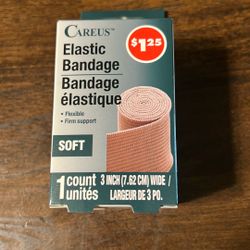 CAREUS™
$1.25
Elastic
Bandage
Bandage
élastique
• Flexible
• Firm support
SOFT
1 count 3 INCH (7.62 CM) WIDE /
unités LARGEUR DE 3 PO.